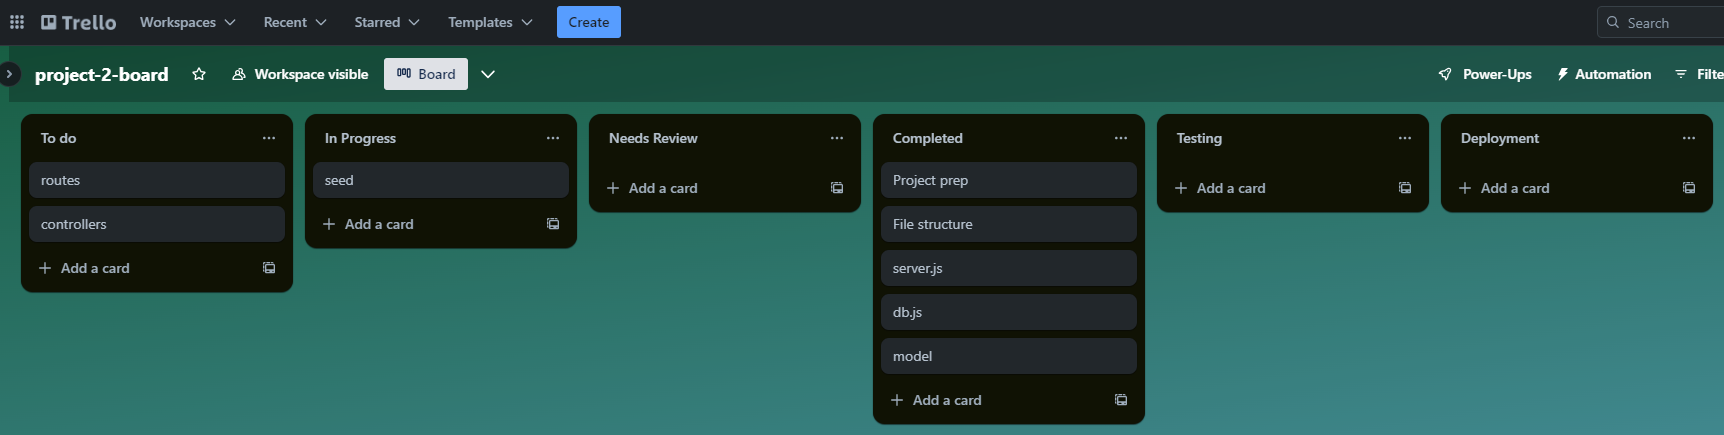 Trello Workspaces Recent Starred Templates Create Search
project-2-board Workspace visible Board Power-Ups Automation Filte
To do
routes
controllers
Add a card
In Progress
seed
Add a card
Needs Review
Add a card
Completed
Project prep
File structure
server.js
db.js
model
Add a card
Testing
Add a card
Deployment
Add a card